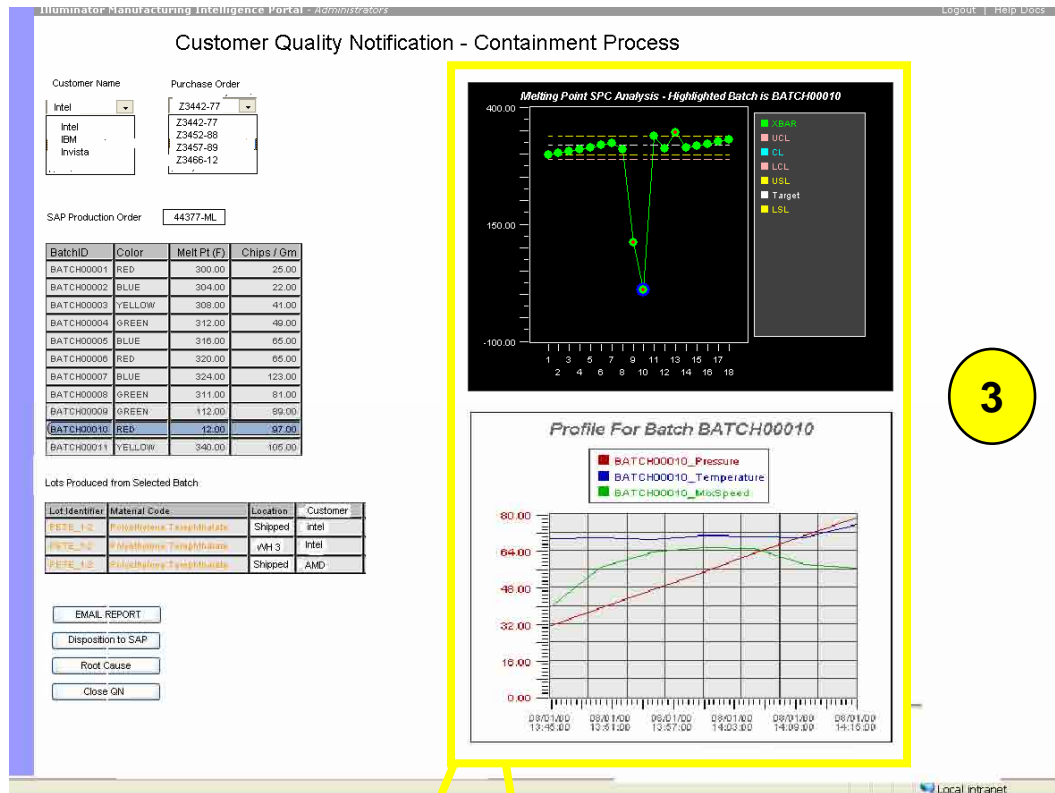 Illuminator Manufacturing Intelligence Portal - Administrators
Logout | Help Docs
Customer Quality Notification - Containment Process
Customer Name
Purchase Order
Intel
Z3442-77
Intel
IBM
Invista
Z3442-77
Z3452-88
Z3457-89
Z3466-12
SAP Production Order 44377-ML
BatchID Color Melt Pt (F) Chips / Gm
BATCH00001 RED 300.00 25.00
BATCH00002 BLUE 304.00 22.00
BATCH00003 YELLOW 308.00 41.00
BATCH00004 GREEN 312.00 49.00
BATCH00005 BLUE 316.00 65.00
BATCH00006 RED 320.00 65.00
BATCH00007 BLUE 324.00 123.00
BATCH00008 GREEN 311.00 81.00
BATCH00009 GREEN 112.00 89.00
BATCH00010 RED 12.00 97.00
BATCH00011 YELLOW 340.00 105.00
Lots Produced from Selected Batch
Lot Identifier Material Code Location Customer
PETE_1-2 Polyethylene Teraphthalate Shipped intel
Polyethylene Teraphthalate WH 3 Intel
PETE_1-2 Polyethylene Teraphthalate Shipped AMD
EMAIL REPORT
Disposition to SAP
Root Cause
Close QN
Melting Point SPC Analysis - Highlighted Batch is BATCH00010
400.00
150.00
-100.00
1 3 5 7 9 11 13 15 17
2 4 6 8 10 12 14 16 18
XBAR
UCL
CL
LCL
USL
Target
LSL
Profile For Batch BATCH00010
BATCH00010_Pressure
BATCH00010_Temperature
BATCH00010_MixSpeed
80.00
64.00
48.00
32.00
16.00
0.00
08/01/00 08/01/00 08/01/00 08/01/00 08/01/00 08/01/00
13:45:00 13:51:00 13:57:00 14:03:00 14:09:00 14:15:00
3
Local intranet